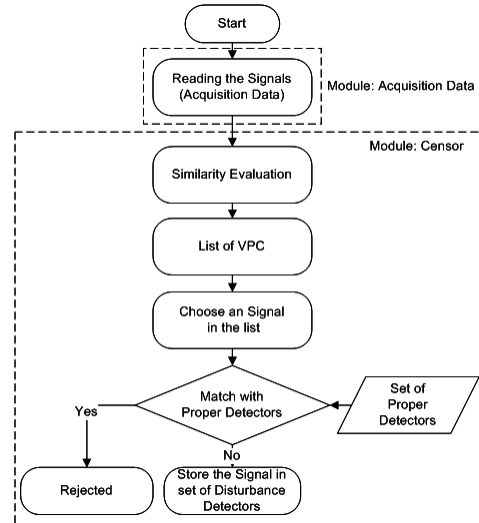 Start
Reading the Signals
(Acquisition Data)
Module: Acquisition Data
Module: Censor
Similarity Evaluation
List of VPC
Choose an Signal
in the list
Match with
Proper Detectors
Set of
Proper
Detectors
Yes
No
Rejected
Store the Signal in
set of Disturbance
Detectors